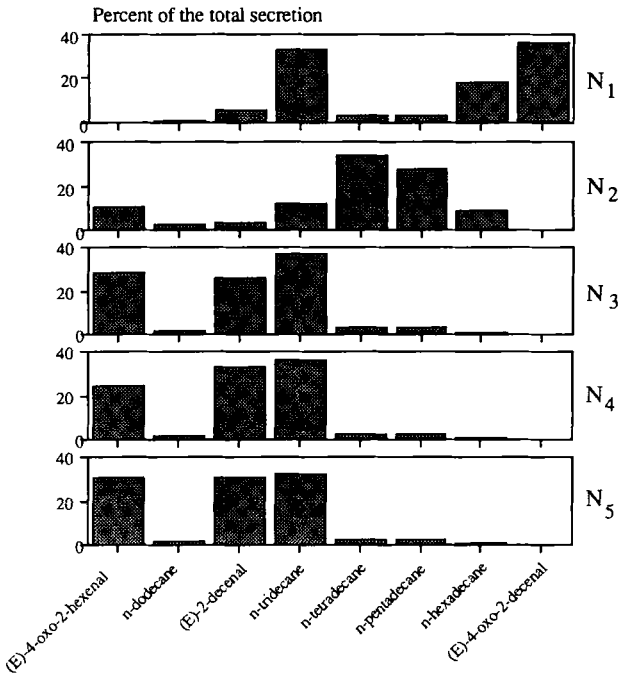 Percent of the total secretion
40
20
0
N1
40
20
0
N2
40
20
0
N3
40
20
0
N4
40
20
0
N5
(E)-4-oxo-2-hexenal
n-dodecane
(E)-2-decenal
n-tridecane
n-tetradecane
n-pentadecane
n-hexadecane
(E)-4-oxo-2-decenal